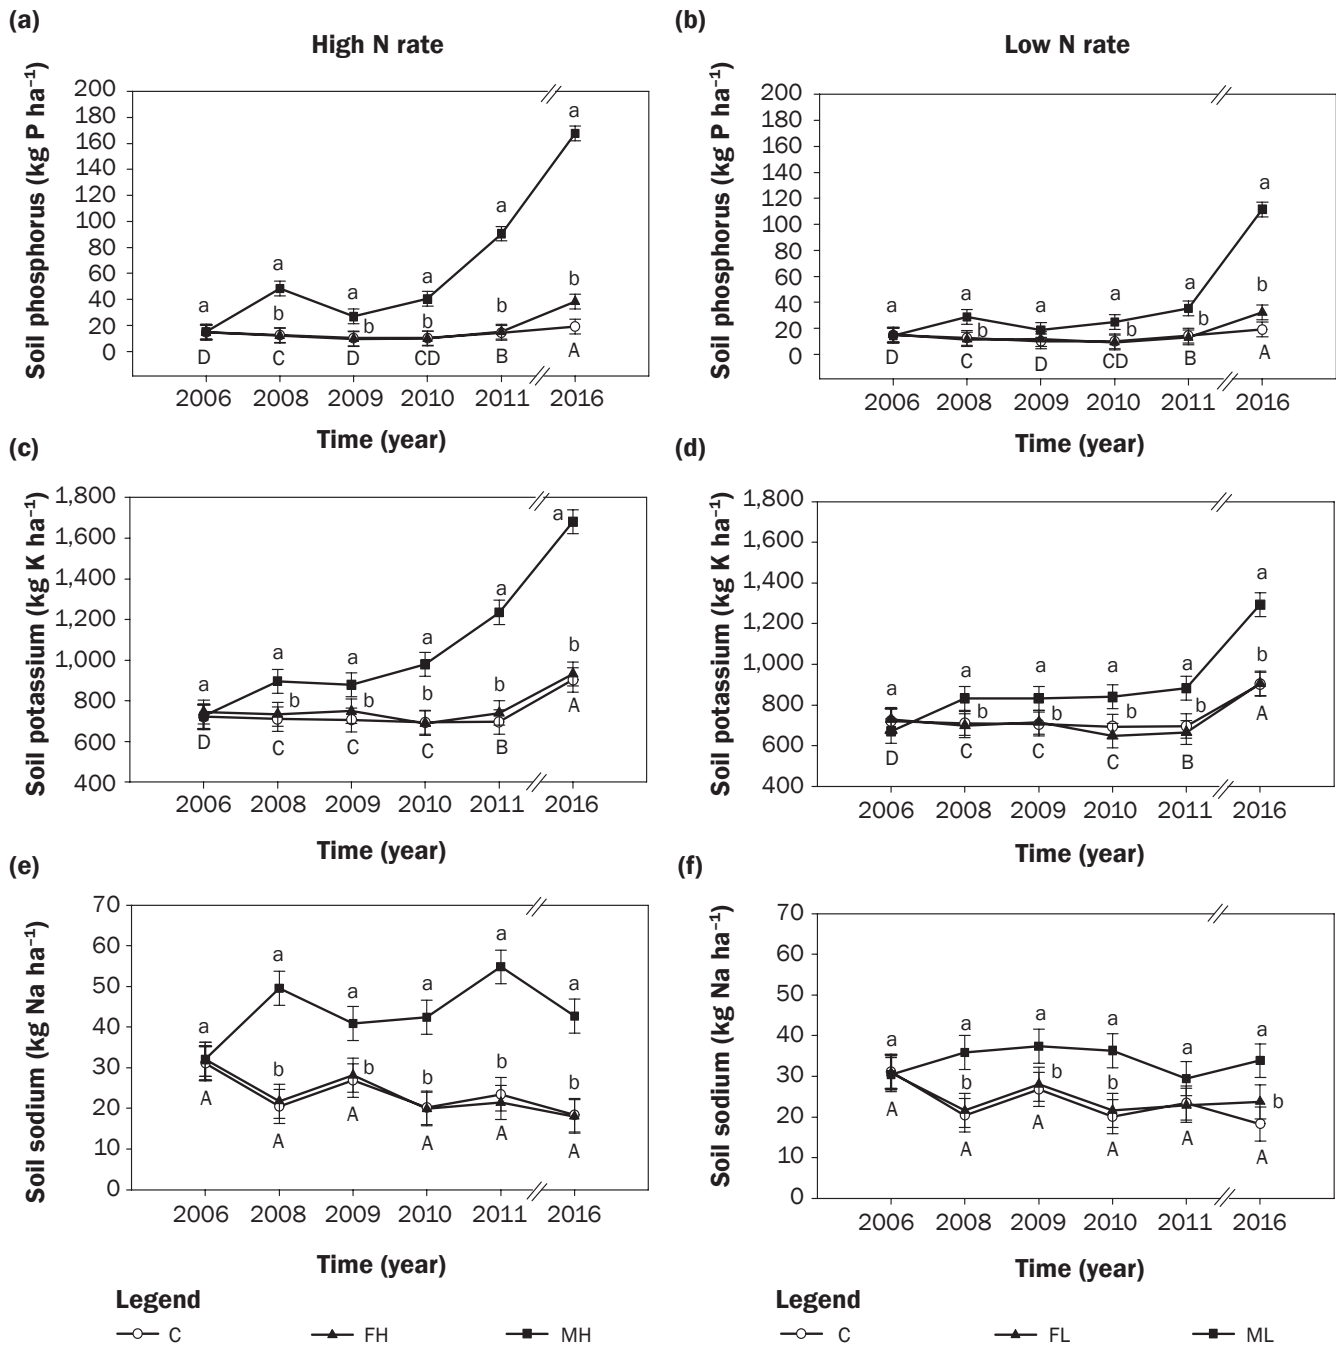 (a)
High N rate
Soil phosphorus (kg P ha⁻¹)
200
180
160
140
120
100
80
60
40
20
0
a
a
a
a
a
a
b
b
b
b
b
D
C
D
CD
B
A
2006 2008 2009 2010 2011 2016
Time (year)
(b)
Low N rate
Soil phosphorus (kg P ha⁻¹)
200
180
160
140
120
100
80
60
40
20
0
a
a
a
a
a
a
b
b
b
b
D
C
D
CD
B
A
2006 2008 2009 2010 2011 2016
Time (year)
(c)
Soil potassium (kg K ha⁻¹)
1,800
1,600
1,400
1,200
1,000
800
600
400
a
a
a
a
a
a
b
b
b
b
b
D
C
C
C
B
A
2006 2008 2009 2010 2011 2016
Time (year)
(d)
Soil potassium (kg K ha⁻¹)
1,800
1,600
1,400
1,200
1,000
800
600
400
a
a
a
a
a
a
b
b
b
b
b
D
C
C
C
B
A
2006 2008 2009 2010 2011 2016
Time (year)
(e)
Soil sodium (kg Na ha⁻¹)
70
60
50
40
30
20
10
0
a
a
a
a
a
a
b
b
b
b
b
A
A
A
A
A
A
2006 2008 2009 2010 2011 2016
Time (year)
(f)
Soil sodium (kg Na ha⁻¹)
70
60
50
40
30
20
10
0
a
a
a
a
a
a
b
b
b
b
A
A
A
A
A
A
2006 2008 2009 2010 2011 2016
Time (year)
Legend
C FH MH
Legend
C FL ML